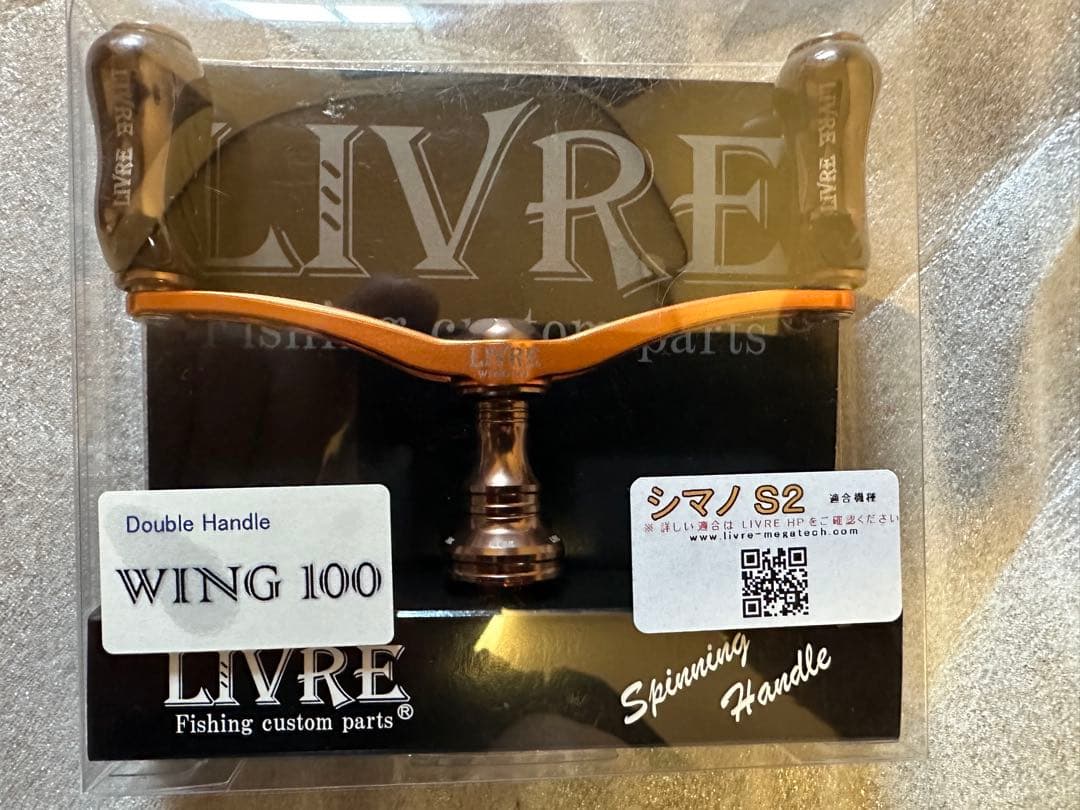 LIVRE
LIVRE
LIVRE
LIVRE
LIVRE
Fishing custom parts
LIVRE
Double Handle
WING 100
シマノ S2 適合機種
※ 詳しい適合は LIVRE HPをご確認ください
www.livre-megatech.com
LIVRE
Fishing custom parts®
Spinning
Handle